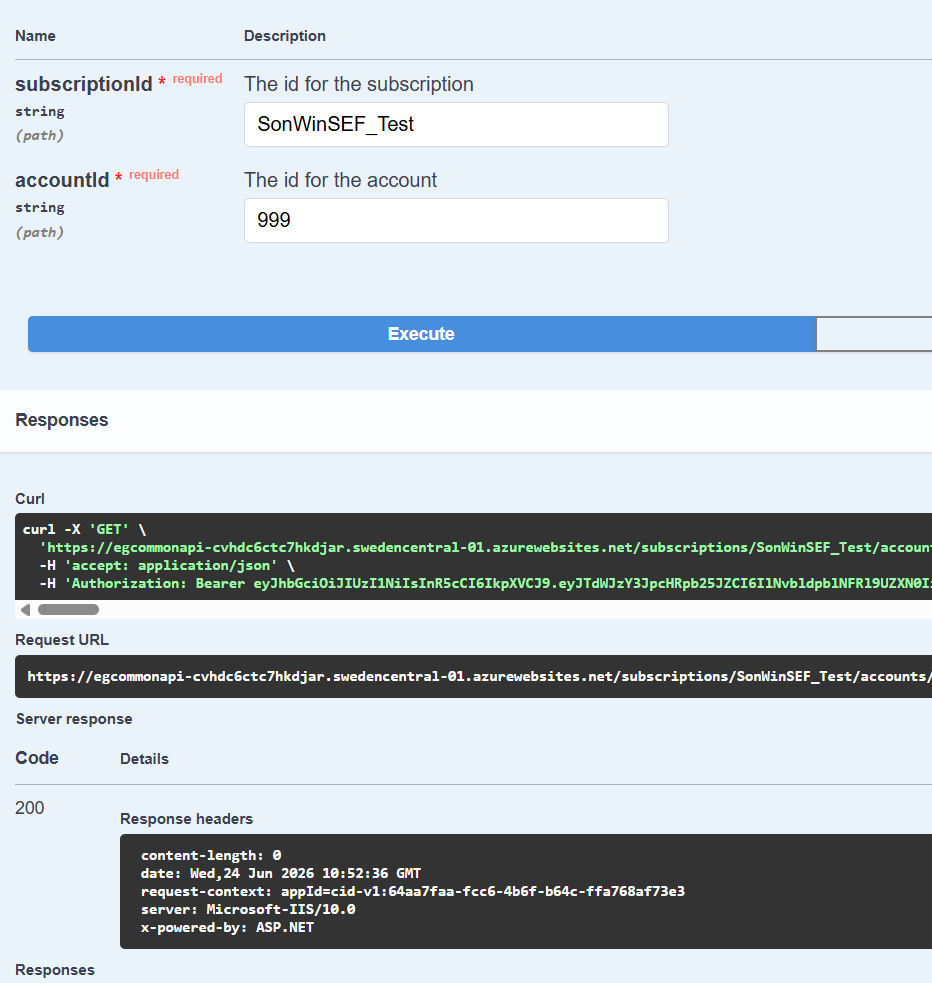 Name Description
subscriptionId * required The id for the subscription
string
(path)
SonWinSEF_Test
accountId * required The id for the account
string
(path)
999
Execute
Responses
Curl
curl -X 'GET' \
'https://egcommonapi-cvhdc6ctc7hkdjar.swedencentral-01.azurewebsites.net/subscriptions/SonWinSEF_Test/accoun
-H 'accept: application/json' \
-H 'Authorization: Bearer eyJhbGciOiJIUzI1NiIsInR5cCI6IkpXVCJ9.eyJTdWJzY3JpcHRpb25JZCI6IlNvbldpblNFRl9UZXN0I
Request URL
https://egcommonapi-cvhdc6ctc7hkdjar.swedencentral-01.azurewebsites.net/subscriptions/SonWinSEF_Test/accounts/
Server response
Code Details
200
Response headers
content-length: 0
date: Wed,24 Jun 2026 10:52:36 GMT
request-context: appId=cid-v1:64aa7faa-fcc6-4b6f-b64c-ffa768af73e3
server: Microsoft-IIS/10.0
x-powered-by: ASP.NET
Responses